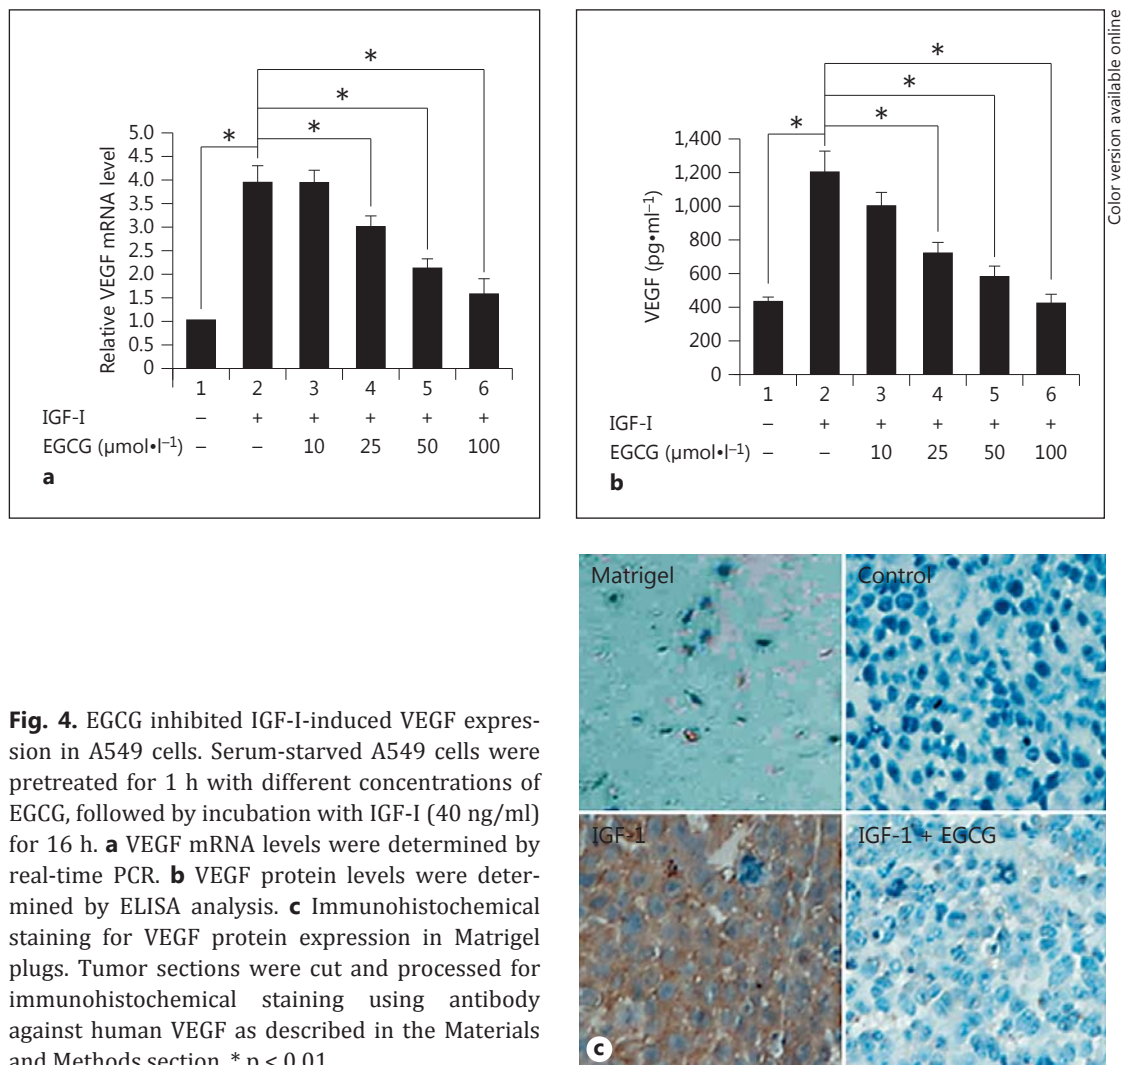 Color version available online
*
*
*
*
5.0
4.5
4.0
3.5
3.0
2.5
2.0
1.5
1.0
0.5
0
Relative VEGF mRNA level
1 2 3 4 5 6
IGF-I – + + + + +
EGCG (µmol•l⁻¹) – – 10 25 50 100
a
*
*
*
*
1,400
1,200
1,000
800
600
400
200
0
VEGF (pg•ml⁻¹)
1 2 3 4 5 6
IGF-I – + + + + +
EGCG (µmol•l⁻¹) – – 10 25 50 100
b
Matrigel Control
IGF-1 IGF-1 + EGCG
c
Fig. 4. EGCG inhibited IGF-I-induced VEGF expres-
sion in A549 cells. Serum-starved A549 cells were
pretreated for 1 h with different concentrations of
EGCG, followed by incubation with IGF-I (40 ng/ml)
for 16 h. a VEGF mRNA levels were determined by
real-time PCR. b VEGF protein levels were deter-
mined by ELISA analysis. c Immunohistochemical
staining for VEGF protein expression in Matrigel
plugs. Tumor sections were cut and processed for
immunohistochemical staining using antibody
against human VEGF as described in the Materials
and Methods section. * p < 0.01